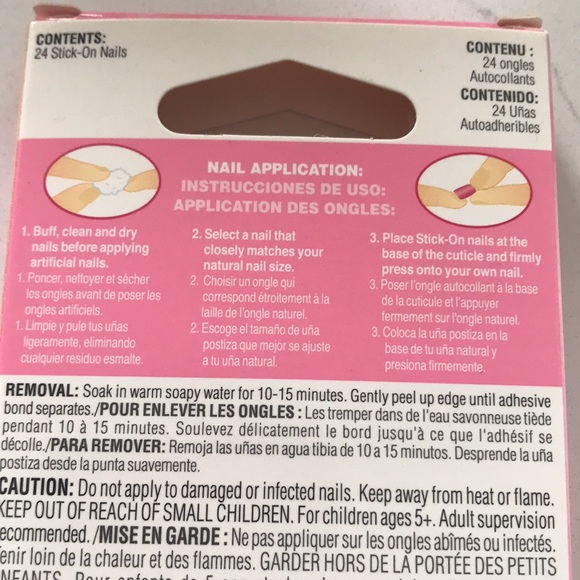 CONTENTS:
24 Stick-On Nails
CONTENU :
24 ongles
Autocollants
CONTENIDO:
24 Uñas
Autoadheribles
NAIL APPLICATION:
INSTRUCCIONES DE USO:
APPLICATION DES ONGLES:
1. Buff, clean and dry
nails before applying
artificial nails.
1. Poncer, nettoyer et sécher
les ongles avant de poser les
ongles artificiels.
1. Limpie y pule tus uñas
ligeramente, eliminando
cualquier residuo esmalte.
2. Select a nail that
closely matches your
natural nail size.
2. Choisir un ongle qui
correspond étroitement à la
taille de l'ongle naturel.
2. Escoge el tamaño de uña
postiza que mejor se ajuste
a tu uña natural.
3. Place Stick-On nails at the
base of the cuticle and firmly
press onto your own nail.
3. Poser l'ongle autocollant à la base
de la cuticule et l'appuyer
fermement sur l'ongle naturel.
3. Coloca la uña postiza en la
base de tu uña natural y
presiona firmemente.
REMOVAL: Soak in warm soapy water for 10-15 minutes. Gently peel up edge until adhesive
bond separates./POUR ENLEVER LES ONGLES : Les tremper dans de l'eau savonneuse tiède
pendant 10 à 15 minutes. Soulevez délicatement le bord jusqu'à ce que l'adhésif se
décolle./PARA REMOVER: Remoja las uñas en agua tibia de 10 a 15 minutos. Desprende la uña
postiza desde la punta suavemente.
CAUTION: Do not apply to damaged or infected nails. Keep away from heat or flame.
KEEP OUT OF REACH OF SMALL CHILDREN. For children ages 5+. Adult supervision
recommended. /MISE EN GARDE : Ne pas appliquer sur les ongles abîmés ou infectés.
Tenir loin de la chaleur et des flammes. GARDER HORS DE LA PORTÉE DES PETITS
ENFANTS. Pour enfants de 5